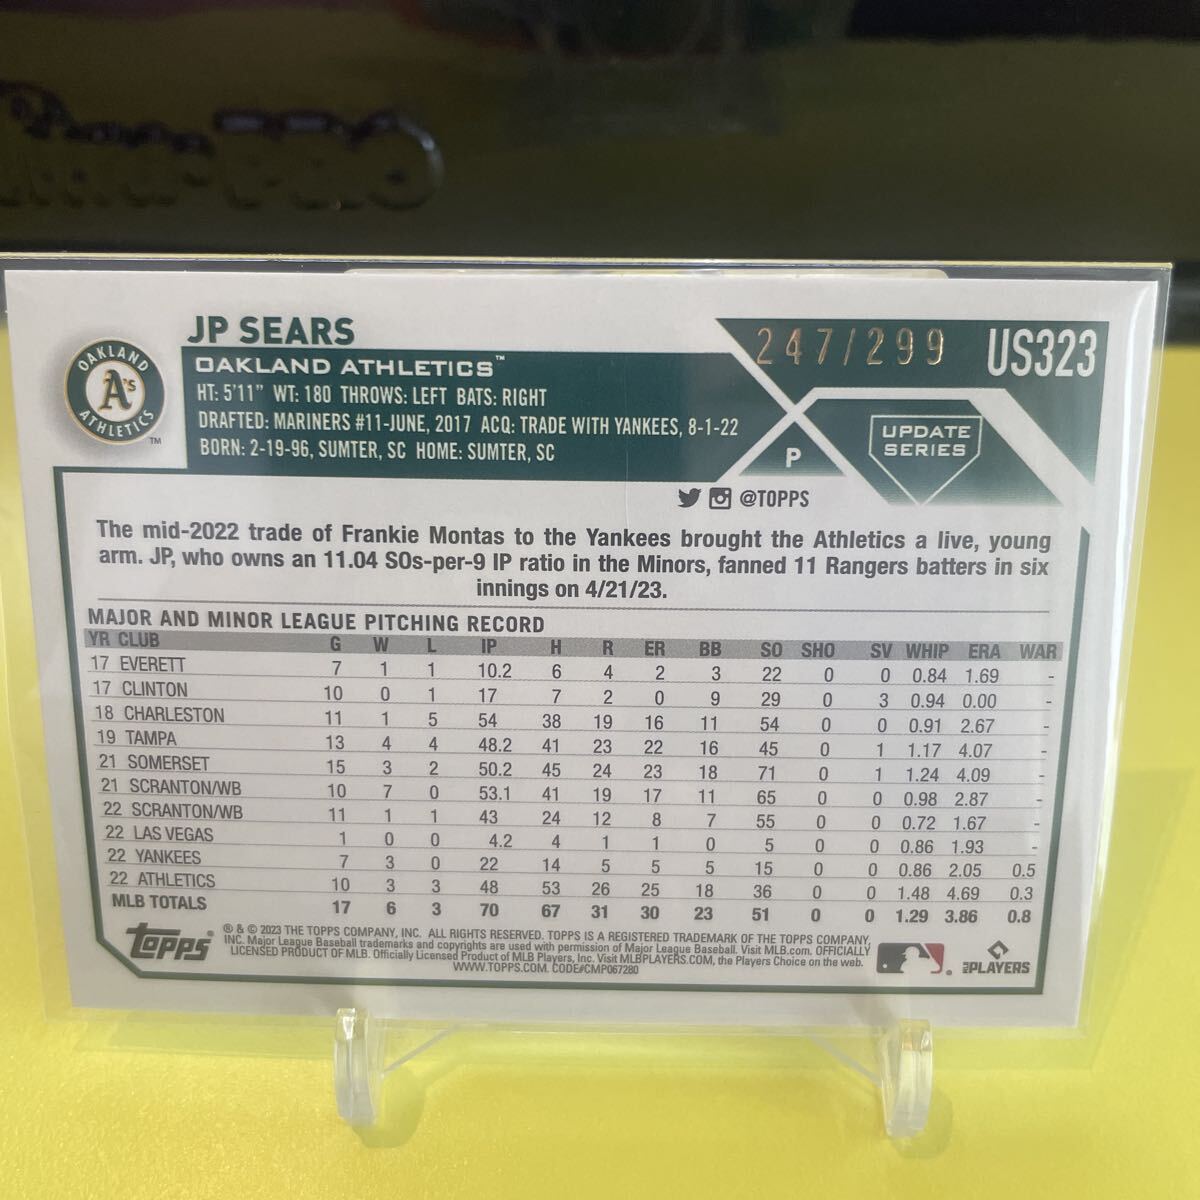 JP SEARS
OAKLAND ATHLETICS™
HT: 5'11" WT: 180 THROWS: LEFT BATS: RIGHT
DRAFTED: MARINERS #11-JUNE, 2017 ACQ: TRADE WITH YANKEES, 8-1-22
BORN: 2-19-96, SUMTER, SC HOME: SUMTER, SC
OAKLAND
A's
ATHLETICS
TM
247/299
US323
P
UPDATE
SERIES
@TOPPS
The mid-2022 trade of Frankie Montas to the Yankees brought the Athletics a live, young
arm. JP, who owns an 11.04 SOs-per-9 IP ratio in the Minors, fanned 11 Rangers batters in six
innings on 4/21/23.
MAJOR AND MINOR LEAGUE PITCHING RECORD
YR CLUB G W L IP H R ER BB SO SHO SV WHIP ERA WAR
17 EVERETT 7 1 1 10.2 6 4 2 3 22 0 0 0.84 1.69 -
17 CLINTON 10 0 1 17 7 2 0 9 29 0 3 0.94 0.00 -
18 CHARLESTON 11 1 5 54 38 19 16 11 54 0 0 0.91 2.67 -
19 TAMPA 13 4 4 48.2 41 23 22 16 45 0 1 1.17 4.07 -
21 SOMERSET 15 3 2 50.2 45 24 23 18 71 0 1 1.24 4.09 -
21 SCRANTON/WB 10 7 0 53.1 41 19 17 11 65 0 0 0.98 2.87 -
22 SCRANTON/WB 11 1 1 43 24 12 8 7 55 0 0 0.72 1.67 -
22 LAS VEGAS 1 0 0 4.2 4 1 1 0 5 0 0 0.86 1.93 -
22 YANKEES 7 3 0 22 14 5 5 5 15 0 0 0.86 2.05 0.5
22 ATHLETICS 10 3 3 48 53 26 25 18 36 0 0 1.48 4.69 0.3
MLB TOTALS 17 6 3 70 67 31 30 23 51 0 0 1.29 3.86 0.8
topps®
® & © 2023 THE TOPPS COMPANY, INC. ALL RIGHTS RESERVED. TOPPS IS A REGISTERED TRADEMARK OF THE TOPPS COMPANY,
INC. Major League Baseball trademarks and copyrights are used with permission of Major League Baseball. Visit MLB.com. OFFICIALLY
LICENSED PRODUCT OF MLB. Officially Licensed Product of MLB Players, Inc. Visit MLBPLAYERS.COM, the Players Choice on the web.
WWW.TOPPS.COM. CODE#CMP067280
MLBPLAYERS